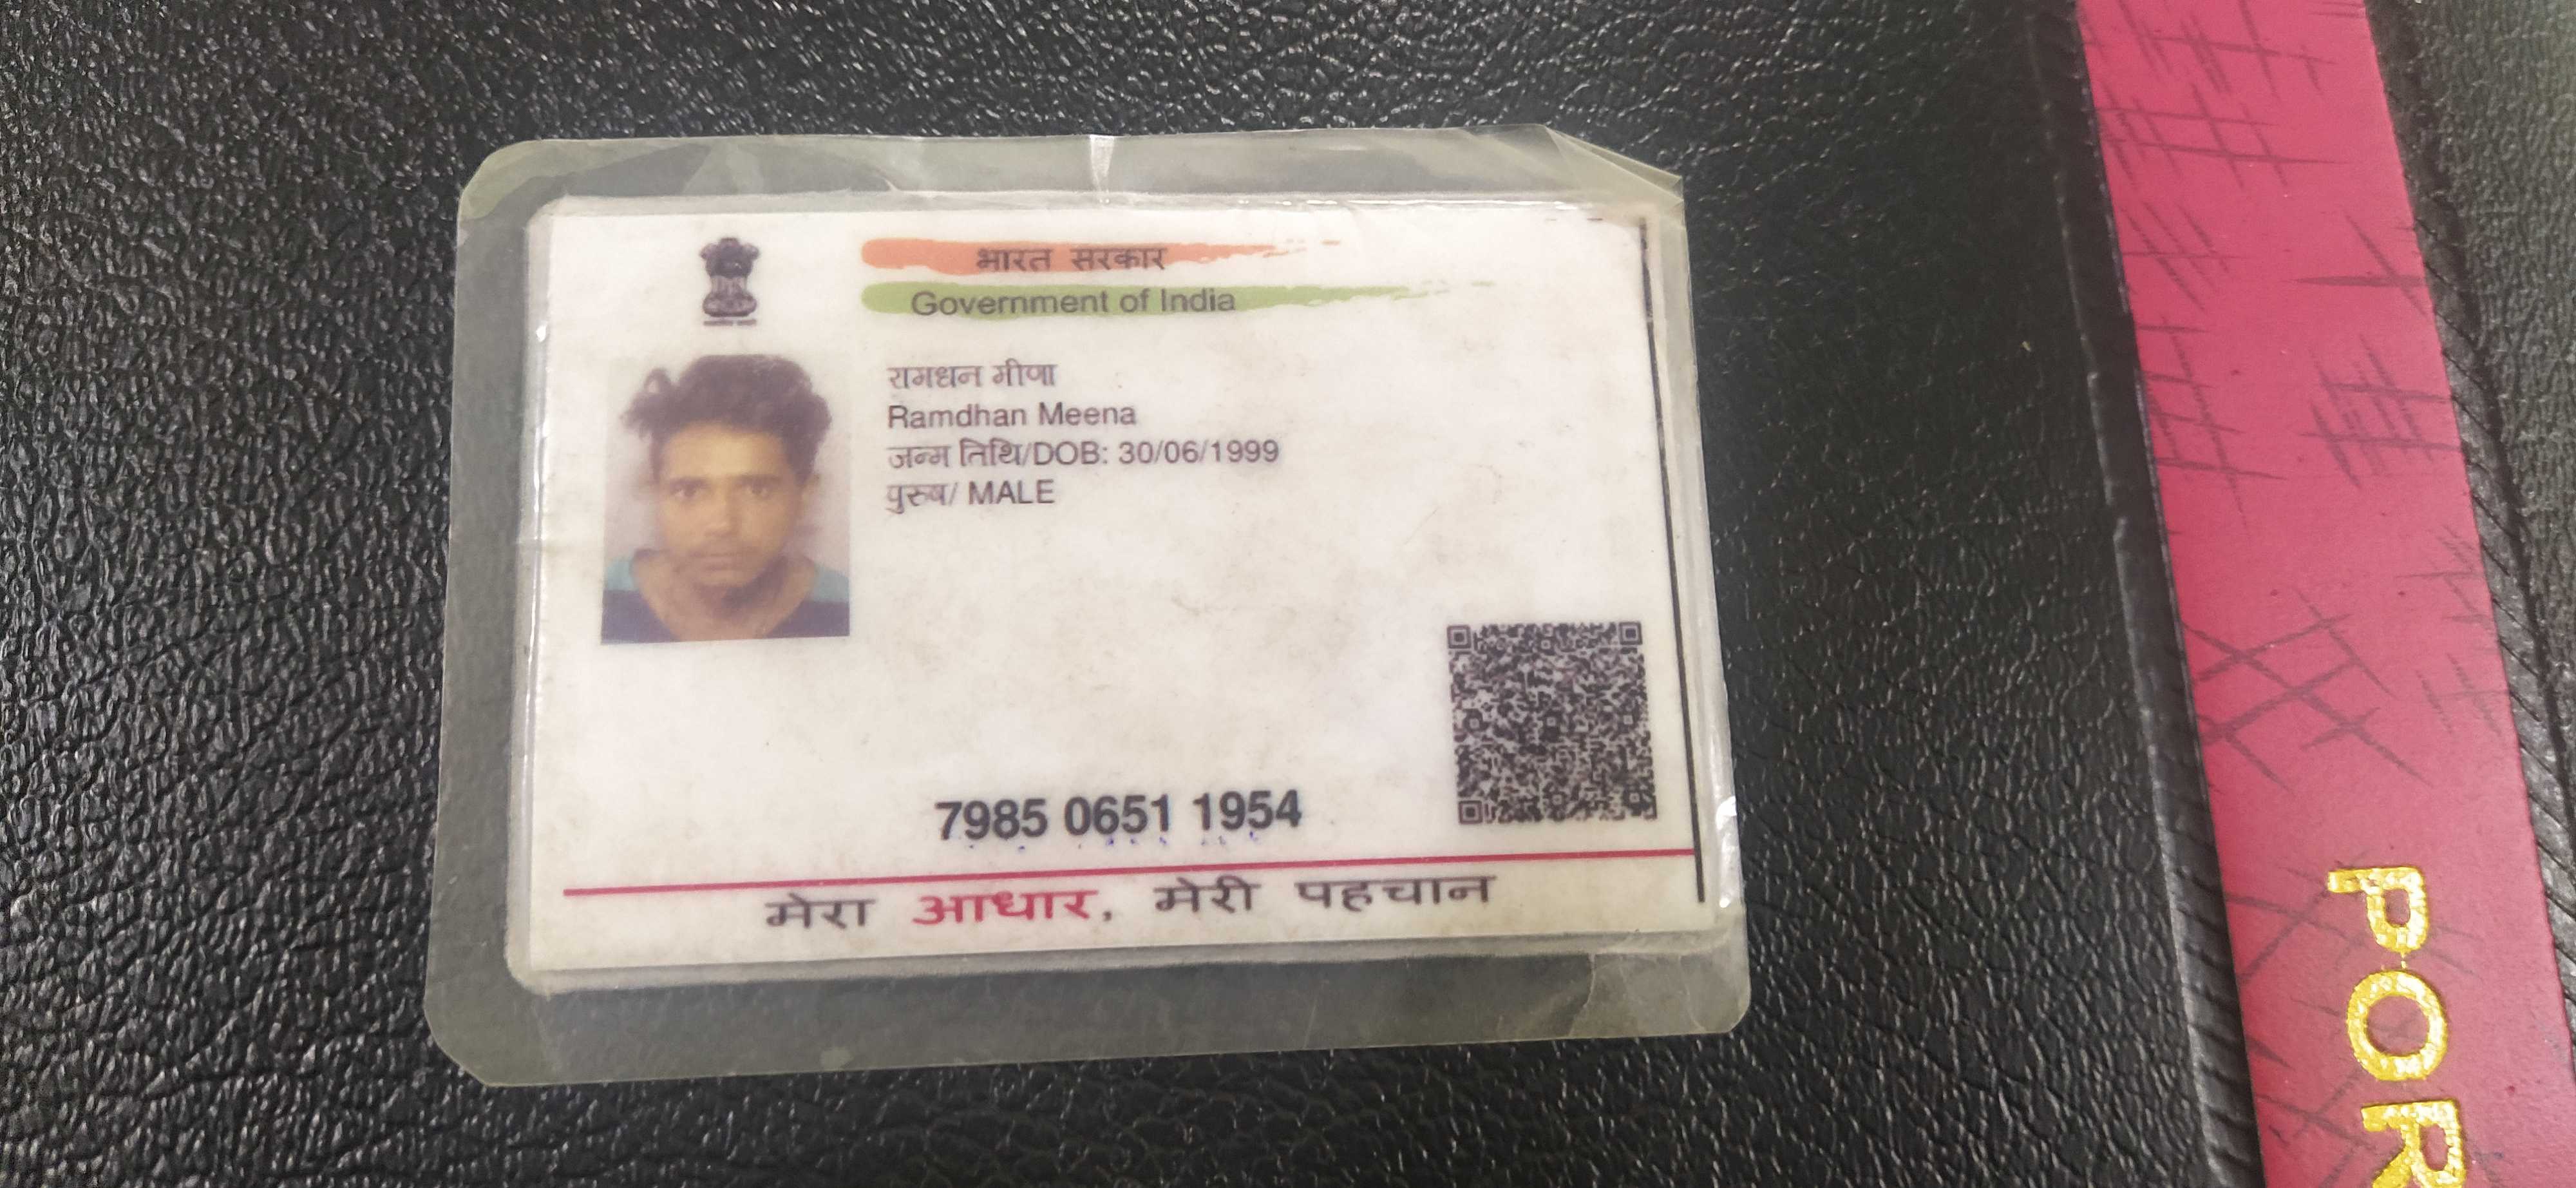 भारत सरकार
Government of India
रामधन मीणा
Ramdhan Meena
जन्म तिथि/DOB: 30/06/1999
पुरुष/ MALE
7985 0651 1954
मेरा आधार, मेरी पहचान
POR